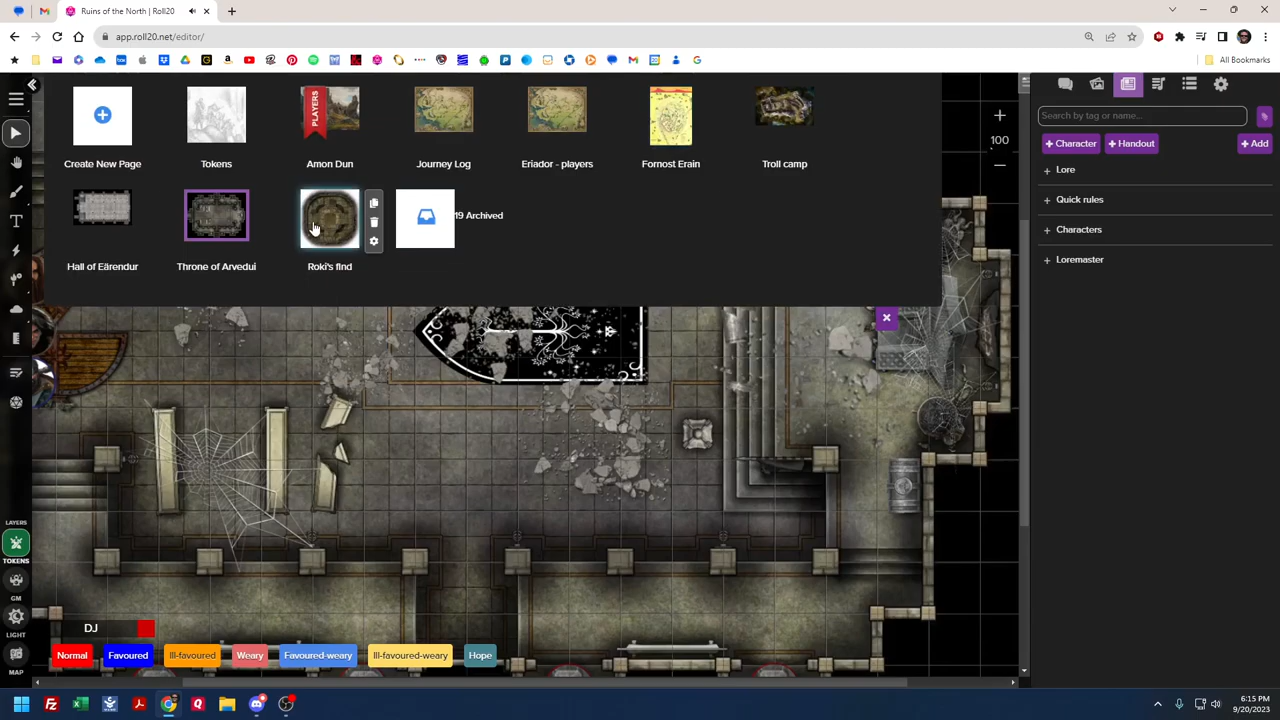 Ruins of the North | Roll20
app.roll20.net/editor/
All Bookmarks
PLAYERS
Create New Page
Tokens
Amon Dun
Journey Log
Eriador - players
Fornost Erain
Troll camp
19 Archived
Hall of Eärendur
Throne of Arvedui
Roki's find
100
Search by tag or name...
+ Character
+ Handout
+ Add
+ Lore
+ Quick rules
+ Characters
+ Loremaster
LAYERS
TOKENS
GM
LIGHT
MAP
DJ
Normal
Favoured
Ill-favoured
Weary
Favoured-weary
Ill-favoured-weary
Hope
6:15 PM
9/20/2023